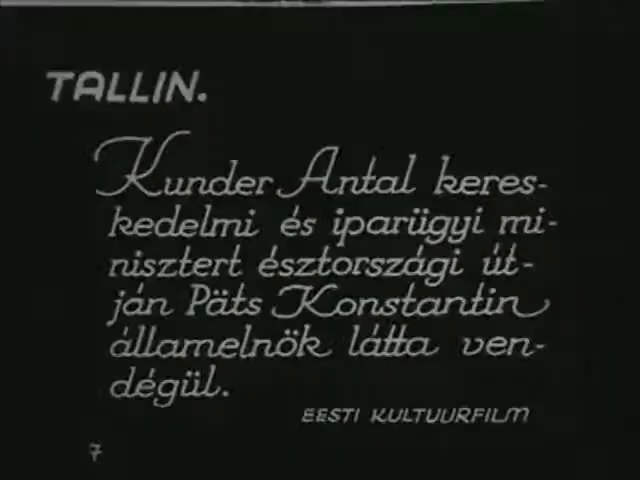 TALLIN.
Kunder Antal keres-
kedelmi és iparügyi mi-
nisztert észtországi út-
ján Päts Konstantin
államelnök látta ven-
dégül.
EESTI KULTUURFILM
7